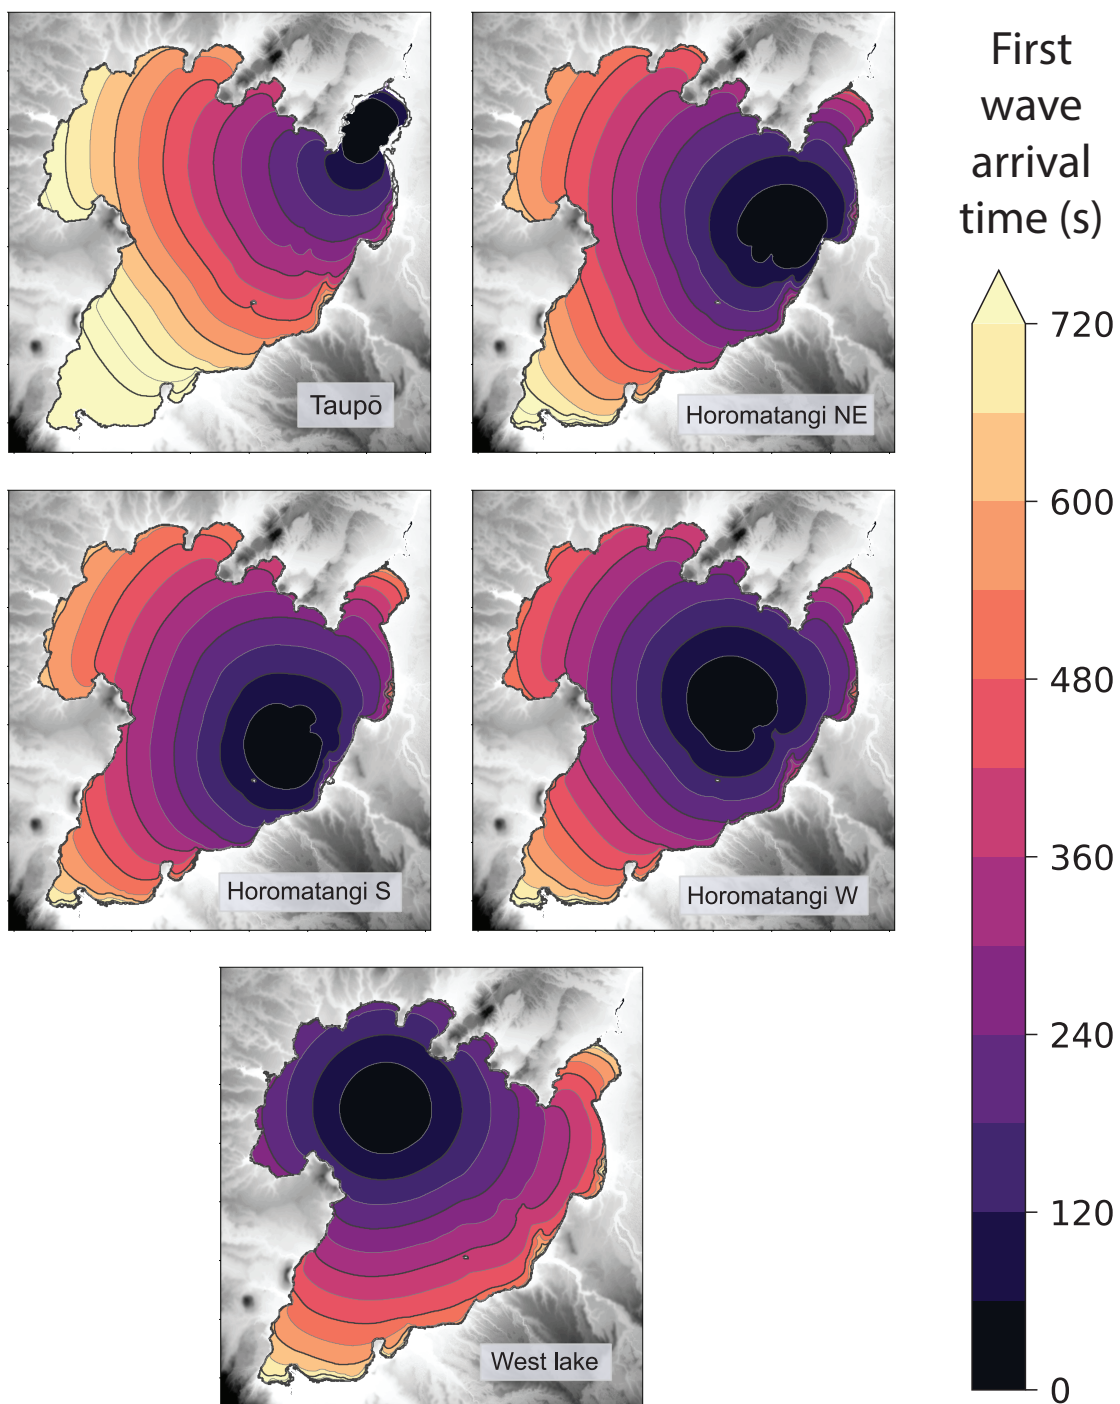 First
wave
arrival
time (s)
Taupō
Horomatangi NE
720
600
480
Horomatangi S
Horomatangi W
360
240
120
West lake
0